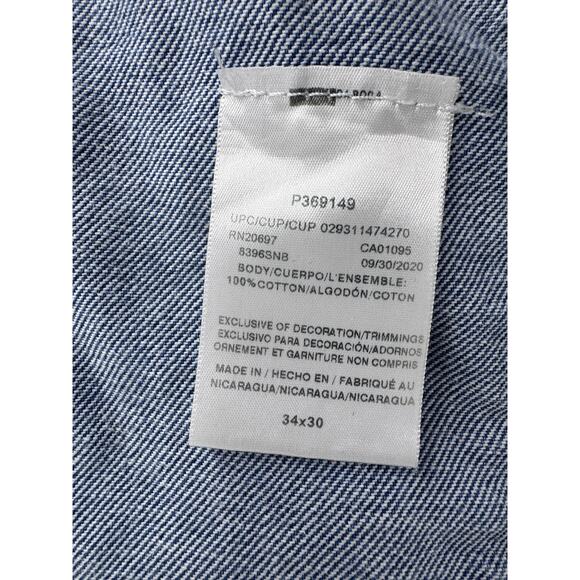 P369149
UPC/CUP/CUP 029311474270
RN20697 CA01095
8396SNB 09/30/2020
BODY/CUERPO/L'ENSEMBLE:
100%COTTON/ALGODÓN/COTON
EXCLUSIVE OF DECORATION/TRIMMINGS
EXCLUSIVO PARA DECORACIÓN/ADORNOS
ORNEMENT ET GARNITURE NON COMPRIS
MADE IN / HECHO EN / FABRIQUÉ AU
NICARAGUA/NICARAGUA/NICARAGUA
34x30